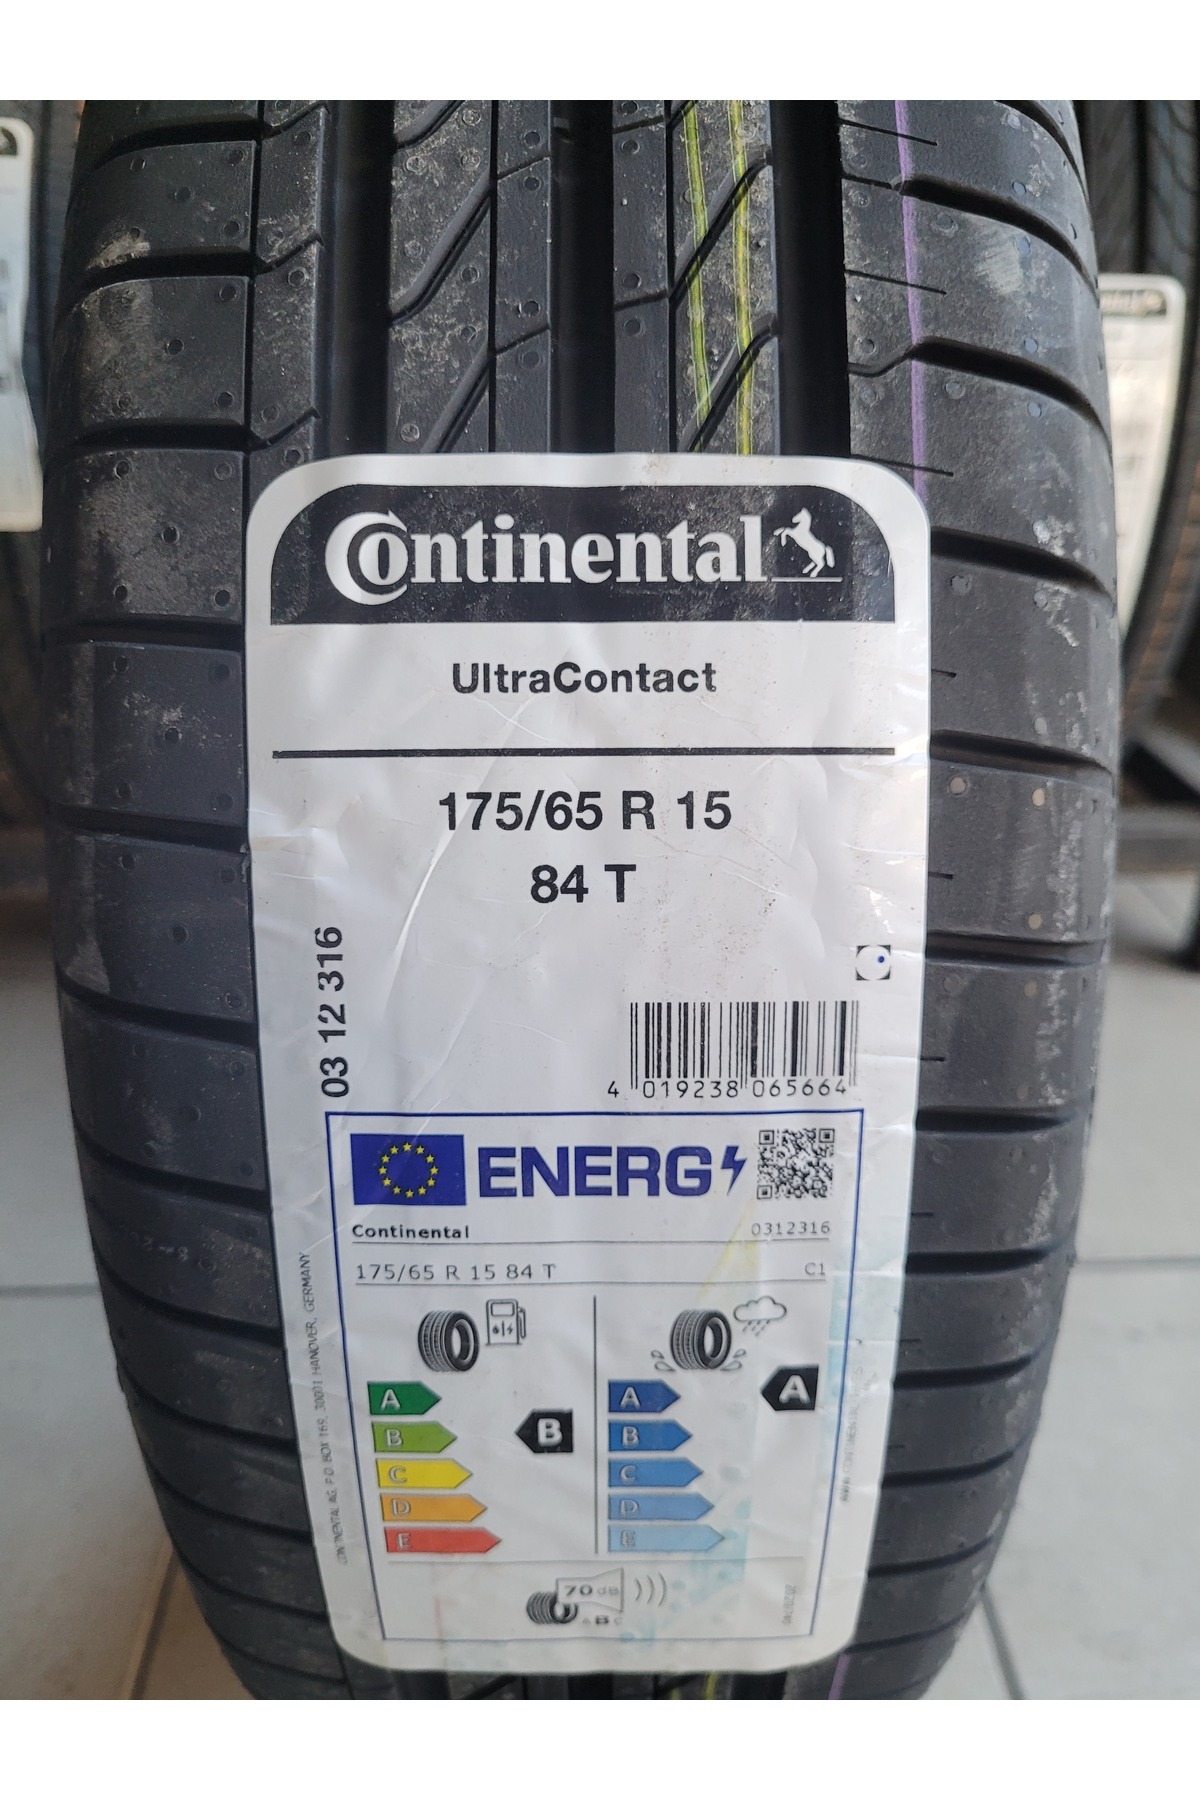 Continental
UltraContact
175/65 R 15
84 T
03 12 316
4 019238 065664
ENERG
Continental 0312316
175/65 R 15 84 T C1
A
B
C
D
E
B
A
B
C
D
E
A
70 dB
A B C
CONTINENTAL AG, P.O. BOX 169, 30001 HANOVER, GERMANY